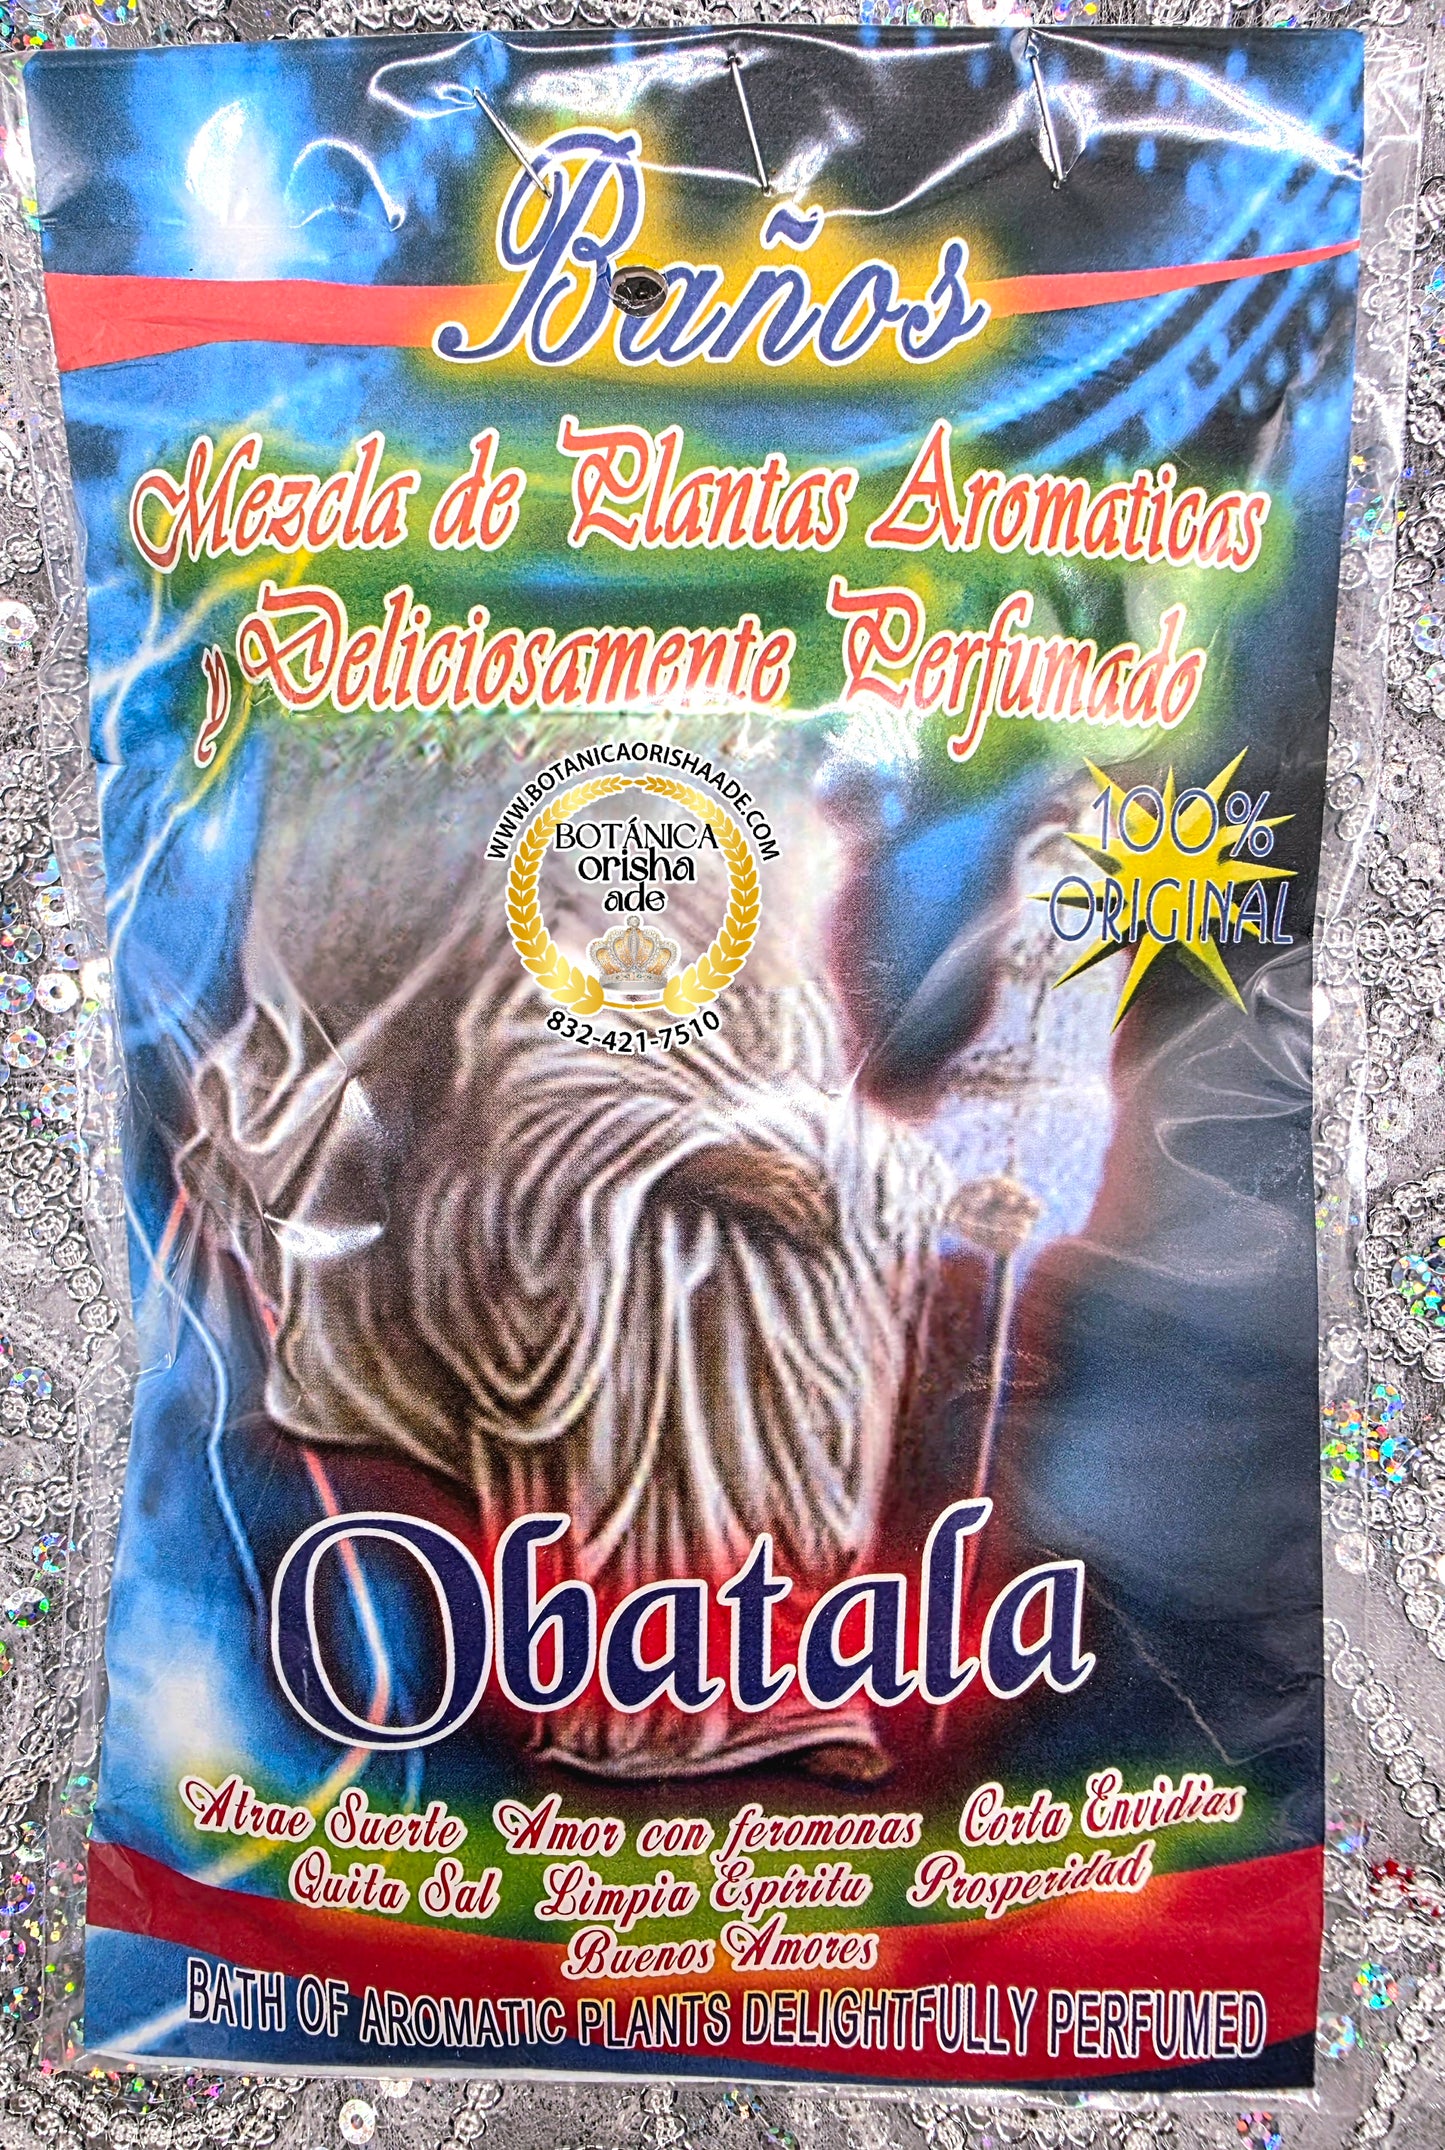 Baños
Mezcla de Plantas Aromaticas
y Deliciosamente Perfumado
WWW.BOTANICAORISHAADE.COM
BOTÁNICA
orisha
ade
832-421-7510
100%
ORIGINAL
Obatala
Atrae Suerte Amor con feromonas Corta Envidias
Quita Sal Limpia Espíritu Prosperidad
Buenos Amores
BATH OF AROMATIC PLANTS DELIGHTFULLY PERFUMED